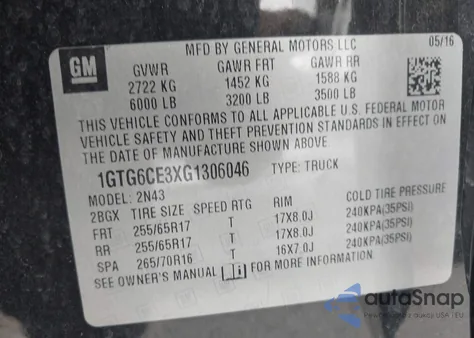 MFD BY GENERAL MOTORS LLC 05/16
GM
GVWR GAWR FRT GAWR RR
2722 KG 1452 KG 1588 KG
6000 LB 3200 LB 3500 LB
THIS VEHICLE CONFORMS TO ALL APPLICABLE U.S. FEDERAL MOTOR
VEHICLE SAFETY AND THEFT PREVENTION STANDARDS IN EFFECT ON
THE DATE OF MANUFACTURE SHOWN ABOVE.
1GTG6CE3XG1306046 TYPE: TRUCK
MODEL: 2N43
2BGX TIRE SIZE SPEED RTG RIM COLD TIRE PRESSURE
FRT 255/65R17 T 17X8.0J 240KPA(35PSI)
RR 255/65R17 T 17X8.0J 240KPA(35PSI)
SPA 265/70R16 T 16X7.0J 240KPA(35PSI)
SEE OWNER'S MANUAL FOR MORE INFORMATION.
autoSnap